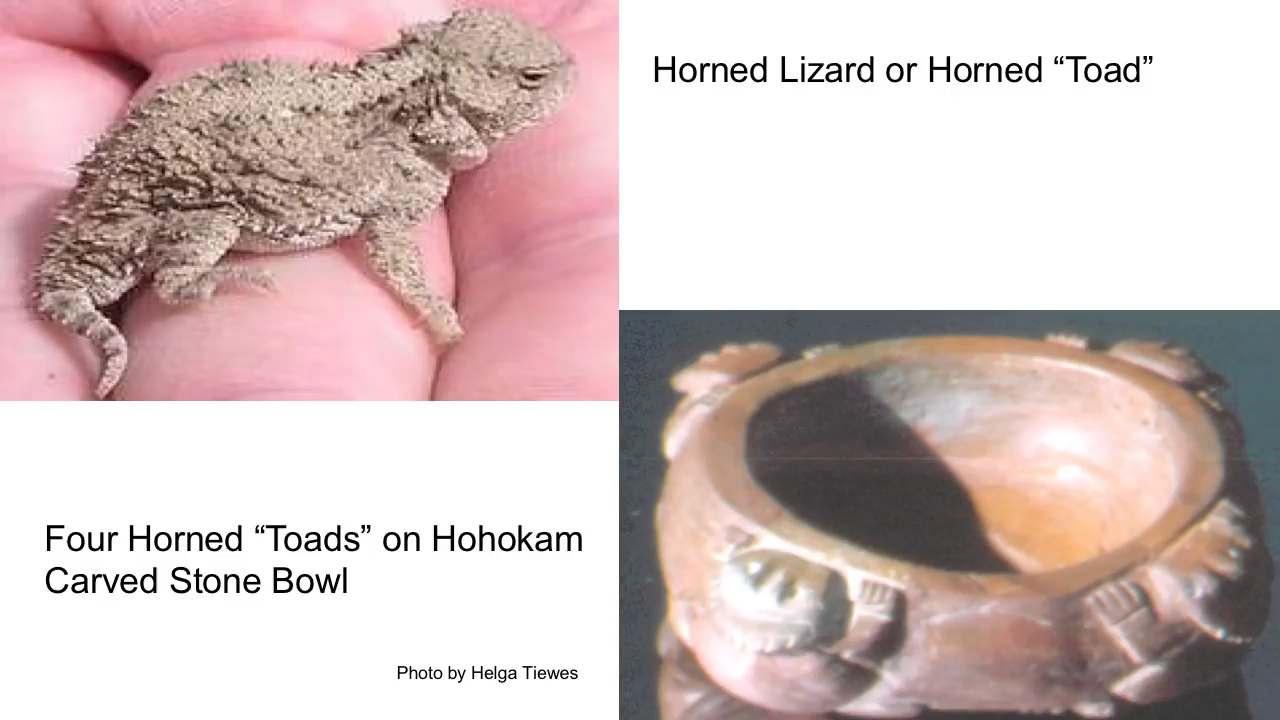 Horned Lizard or Horned “Toad”
Four Horned “Toads” on Hohokam
Carved Stone Bowl
Photo by Helga Tiewes